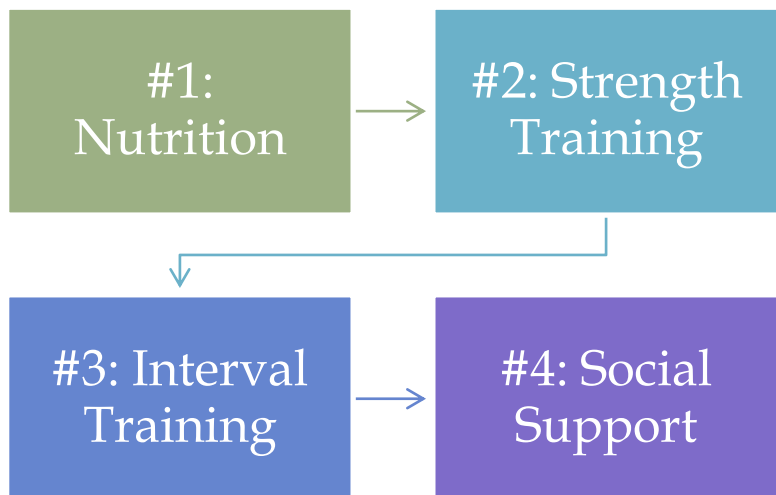 #1:
Nutrition
#2: Strength
Training
#3: Interval
Training
#4: Social
Support